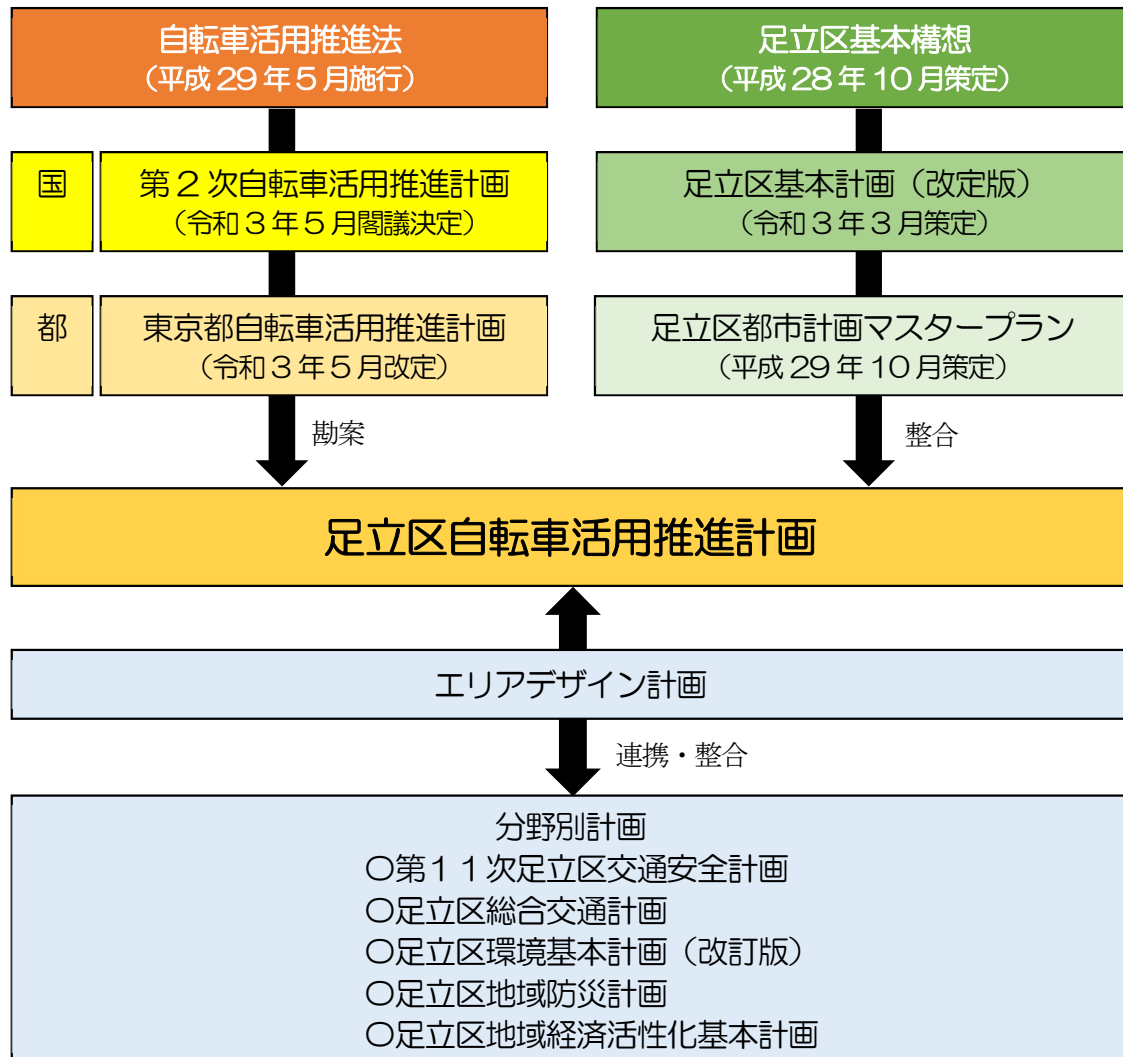 自転車活用推進法
（平成29年5月施行）
国
第2次自転車活用推進計画
（令和3年5月閣議決定）
都
東京都自転車活用推進計画
（令和3年5月改定）
勘案
足立区基本構想
（平成28年10月策定）
足立区基本計画（改定版）
（令和3年3月策定）
足立区都市計画マスタープラン
（平成29年10月策定）
整合
足立区自転車活用推進計画
エリアデザイン計画
連携・整合
分野別計画
○第11次足立区交通安全計画
○足立区総合交通計画
○足立区環境基本計画（改訂版）
○足立区地域防災計画
○足立区地域経済活性化基本計画